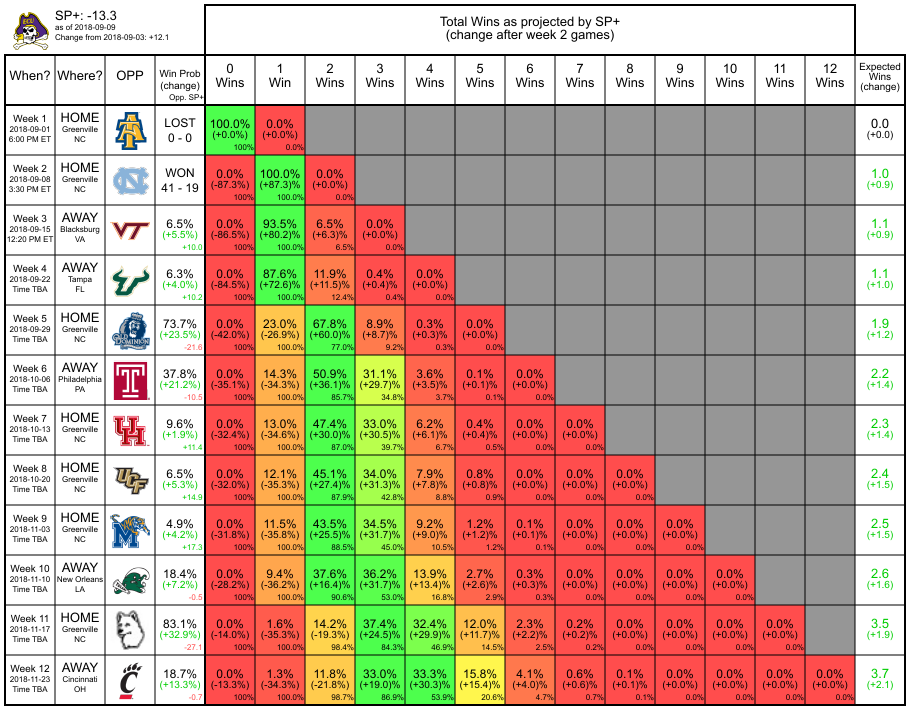 ECU
SP+: -13.3
as of 2018-09-09
Change from 2018-09-03: +12.1
Total Wins as projected by SP+
(change after week 2 games)
When? Where? OPP Win Prob (change) Opp. SP+ 0 Wins 1 Win 2 Wins 3 Wins 4 Wins 5 Wins 6 Wins 7 Wins 8 Wins 9 Wins 10 Wins 11 Wins 12 Wins Expected Wins (change)
Week 1 HOME LOST 100.0% 0.0% 0.0
2018-09-01 Greenville AT 0 - 0 (+0.0%) (+0.0%) (+0.0)
6:00 PM ET NC 100% 0.0%
Week 2 HOME WON 0.0% 100.0% 0.0% 1.0
2018-09-08 Greenville NC 41 - 19 (-87.3%) (+87.3%) (+0.0%) (+0.9)
3:30 PM ET NC 100% 100.0% 0.0%
Week 3 AWAY 6.5% 0.0% 93.5% 6.5% 0.0% 1.1
2018-09-15 Blacksburg VT (+5.5%) (-86.5%) (+80.2%) (+6.3%) (+0.0%) (+0.9)
12:20 PM ET VA +10.0 100% 100.0% 6.5% 0.0%
Week 4 AWAY 6.3% 0.0% 87.6% 11.9% 0.4% 0.0% 1.1
2018-09-22 Tampa (+4.0%) (-84.5%) (+72.6%) (+11.5%) (+0.4%) (+0.0%) (+1.0)
Time TBA FL +10.2 100% 100.0% 12.4% 0.4% 0.0%
Week 5 HOME 73.7% 0.0% 23.0% 67.8% 8.9% 0.3% 0.0% 1.9
2018-09-29 Greenville OLD DOMINION (+23.5%) (-42.0%) (-26.9%) (+60.0%) (+8.7%) (+0.3%) (+0.0%) (+1.2)
Time TBA NC -21.6 100% 100.0% 77.0% 9.2% 0.3% 0.0%
Week 6 AWAY 37.8% 0.0% 14.3% 50.9% 31.1% 3.6% 0.1% 0.0% 2.2
2018-10-06 Philadelphia T (+21.2%) (-35.1%) (-34.3%) (+36.1%) (+29.7%) (+3.5%) (+0.1%) (+0.0%) (+1.4)
Time TBA PA -10.5 100% 100.0% 85.7% 34.8% 3.7% 0.1% 0.0%
Week 7 HOME 9.6% 0.0% 13.0% 47.4% 33.0% 6.2% 0.4% 0.0% 0.0% 2.3
2018-10-13 Greenville UH (+1.9%) (-32.4%) (-34.6%) (+30.0%) (+30.5%) (+6.1%) (+0.4%) (+0.0%) (+0.0%) (+1.4)
Time TBA NC +11.4 100% 100.0% 87.0% 39.7% 6.7% 0.5% 0.0% 0.0%
Week 8 HOME 6.5% 0.0% 12.1% 45.1% 34.0% 7.9% 0.8% 0.0% 0.0% 0.0% 2.4
2018-10-20 Greenville UCF (+5.3%) (-32.0%) (-35.3%) (+27.4%) (+31.3%) (+7.8%) (+0.8%) (+0.0%) (+0.0%) (+0.0%) (+1.5)
Time TBA NC +14.9 100% 100.0% 87.9% 42.8% 8.8% 0.9% 0.0% 0.0% 0.0%
Week 9 HOME 4.9% 0.0% 11.5% 43.5% 34.5% 9.2% 1.2% 0.1% 0.0% 0.0% 0.0% 2.5
2018-11-03 Greenville M (+4.2%) (-31.8%) (-35.8%) (+25.5%) (+31.7%) (+9.0%) (+1.2%) (+0.1%) (+0.0%) (+0.0%) (+0.0%) (+1.5)
Time TBA NC +17.3 100% 100.0% 88.5% 45.0% 10.5% 1.2% 0.1% 0.0% 0.0% 0.0%
Week 10 AWAY 18.4% 0.0% 9.4% 37.6% 36.2% 13.9% 2.7% 0.3% 0.0% 0.0% 0.0% 0.0% 2.6
2018-11-10 New Orleans (+7.2%) (-28.2%) (-36.2%) (+16.4%) (+31.7%) (+13.4%) (+2.6%) (+0.3%) (+0.0%) (+0.0%) (+0.0%) (+0.0%) (+1.6)
Time TBA LA -0.5 100% 100.0% 90.6% 53.0% 16.8% 2.9% 0.3% 0.0% 0.0% 0.0% 0.0%
Week 11 HOME 83.1% 0.0% 1.6% 14.2% 37.4% 32.4% 12.0% 2.3% 0.2% 0.0% 0.0% 0.0% 0.0% 3.5
2018-11-17 Greenville (+32.9%) (-14.0%) (-35.3%) (-19.3%) (+24.5%) (+29.9%) (+11.7%) (+2.2%) (+0.2%) (+0.0%) (+0.0%) (+0.0%) (+0.0%) (+1.9)
Time TBA NC -27.1 100% 100.0% 98.4% 84.3% 46.9% 14.5% 2.5% 0.2% 0.0% 0.0% 0.0% 0.0%
Week 12 AWAY 18.7% 0.0% 1.3% 11.8% 33.0% 33.3% 15.8% 4.1% 0.6% 0.1% 0.0% 0.0% 0.0% 0.0% 3.7
2018-11-23 Cincinnati C (+13.3%) (-13.3%) (-34.3%) (-21.8%) (+19.0%) (+30.3%) (+15.4%) (+4.0%) (+0.6%) (+0.1%) (+0.0%) (+0.0%) (+0.0%) (+0.0%) (+2.1)
Time TBA OH -0.7 100% 100.0% 98.7% 86.9% 53.9% 20.6% 4.7% 0.7% 0.1% 0.0% 0.0% 0.0% 0.0%